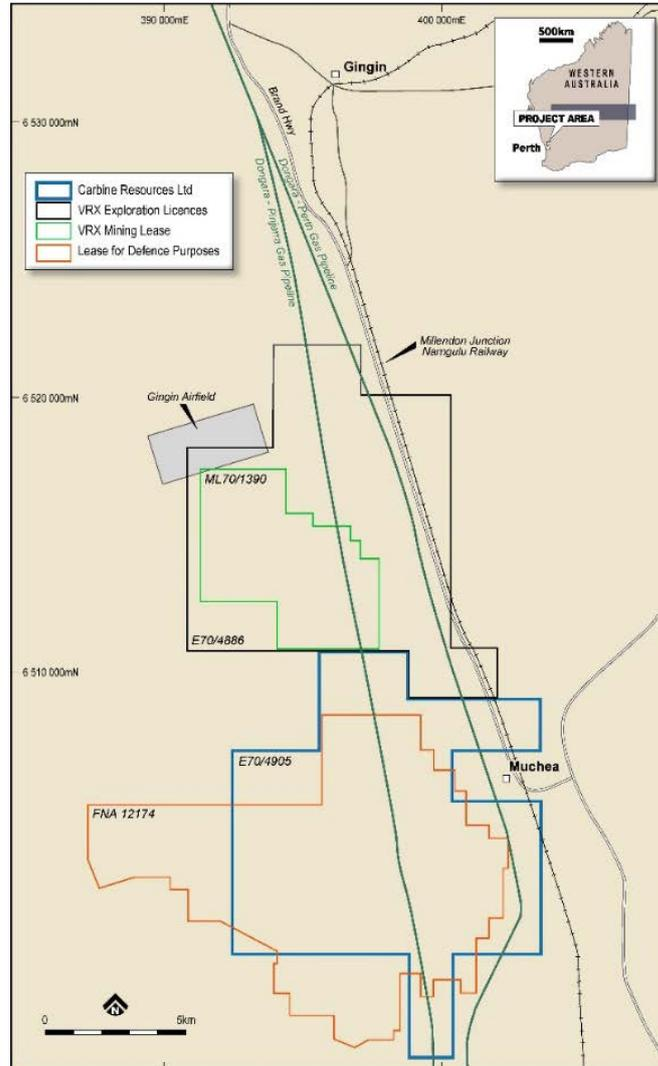 390 000mE
400 000mE
500km
WESTERN
AUSTRALIA
PROJECT AREA
Perth
Gingin
Brand Hwy
6 530 000mN
Carbine Resources Ltd
VRX Exploration Licences
VRX Mining Lease
Lease for Defence Purposes
Dongara - Pinjarra Gas Pipeline
Dongara - Perth Gas Pipeline
Millendon Junction
Narngulu Railway
6 520 000mN
Gingin Airfield
ML70/1390
E70/4886
6 510 000mN
E70/4905
Muchea
FNA 12174
N
0
5km